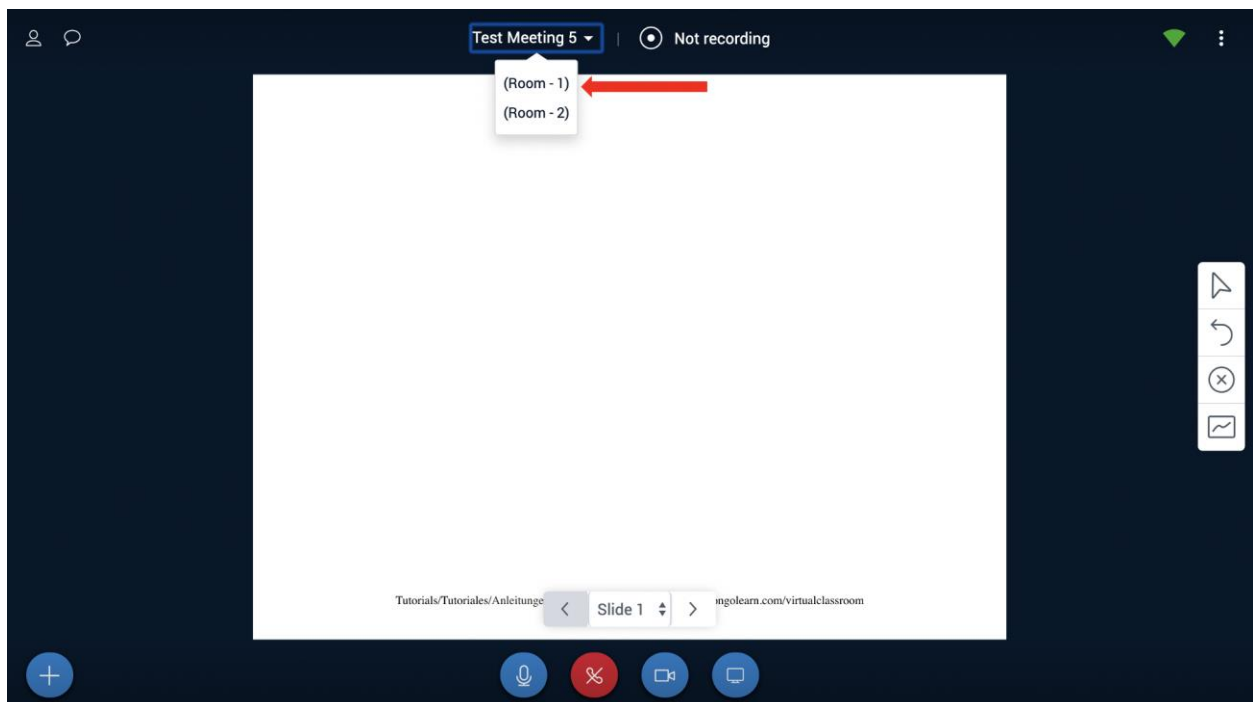 Test Meeting 5
Not recording
(Room - 1)
(Room - 2)
Tutorials/Tutoriales/Anleitunge
ngolearn.com/virtualclassroom
Slide 1